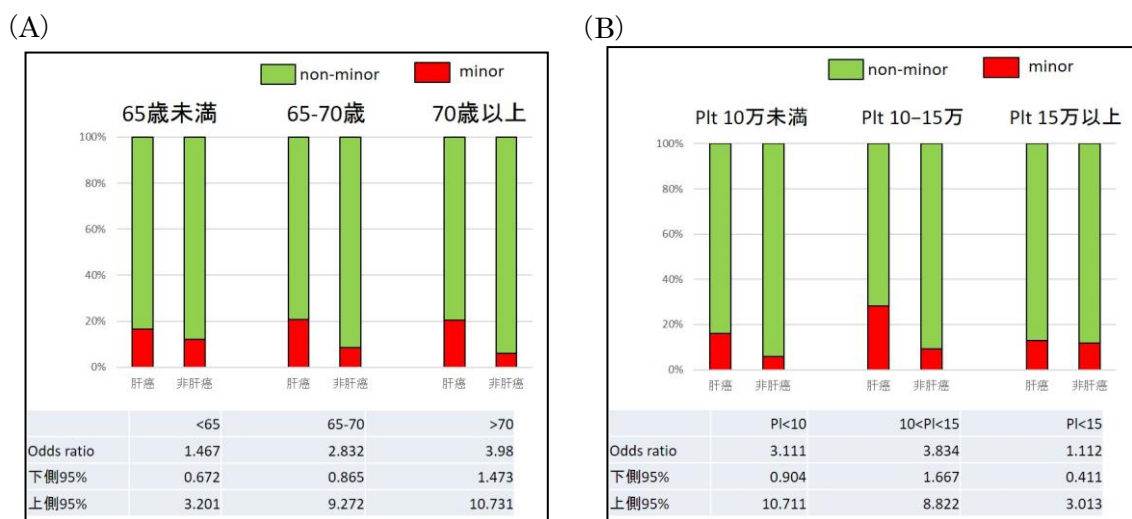 (A)
non-minor minor
65歳未満 65-70歳 70歳以上
100%
80%
60%
40%
20%
0%
肝癌 非肝癌 肝癌 非肝癌 肝癌 非肝癌
<65 65-70 >70
Odds ratio 1.467 2.832 3.98
下側95% 0.672 0.865 1.473
上側95% 3.201 9.272 10.731
(B)
non-minor minor
Plt 10万未満 Plt 10–15万 Plt 15万以上
100%
80%
60%
40%
20%
0%
肝癌 非肝癌 肝癌 非肝癌 肝癌 非肝癌
Pl<10 10<Pl<15 Pl<15
Odds ratio 3.111 3.834 1.112
下側95% 0.904 1.667 0.411
上側95% 10.711 8.822 3.013